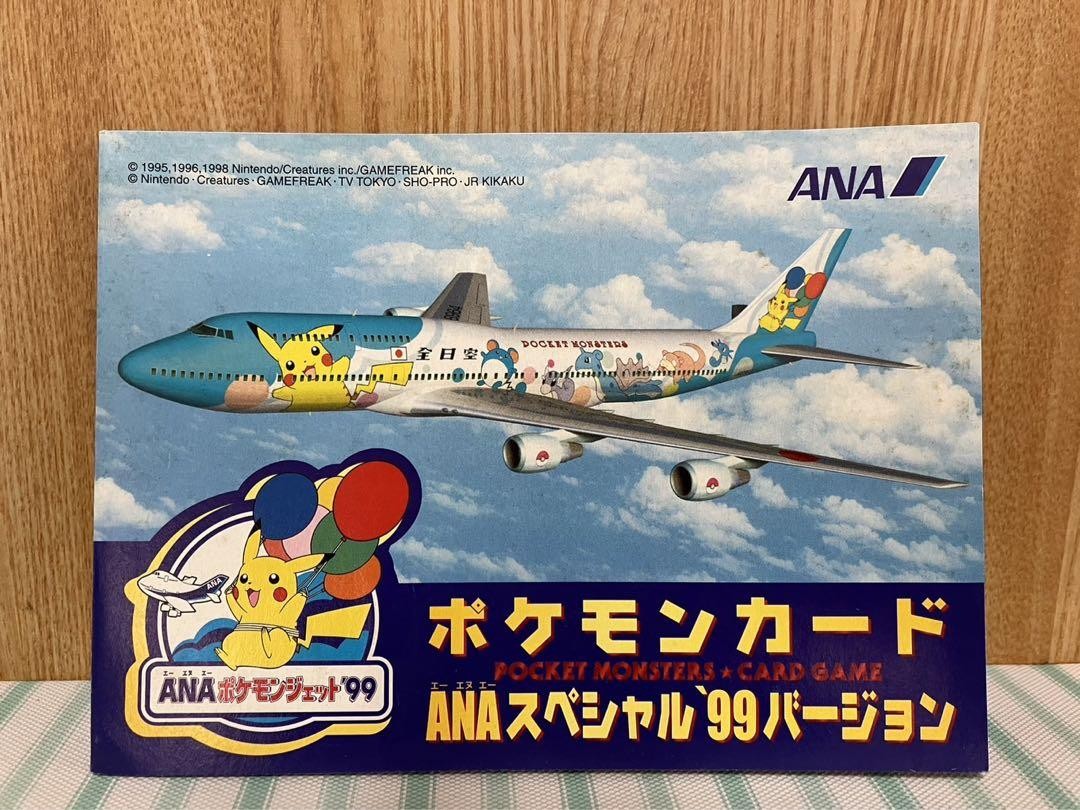 © 1995,1996,1998 Nintendo/Creatures inc./GAMEFREAK inc.
© Nintendo・Creatures・GAMEFREAK・TV TOKYO・SHO-PRO・JR KIKAKU
ANA
全日空
POCKET MONSTERS
ANA
エー エヌ エー
ANAポケモンジェット'99
ポケモンカード
POCKET MONSTERS★CARD GAME
エー エヌ エー
ANAスペシャル'99バージョン